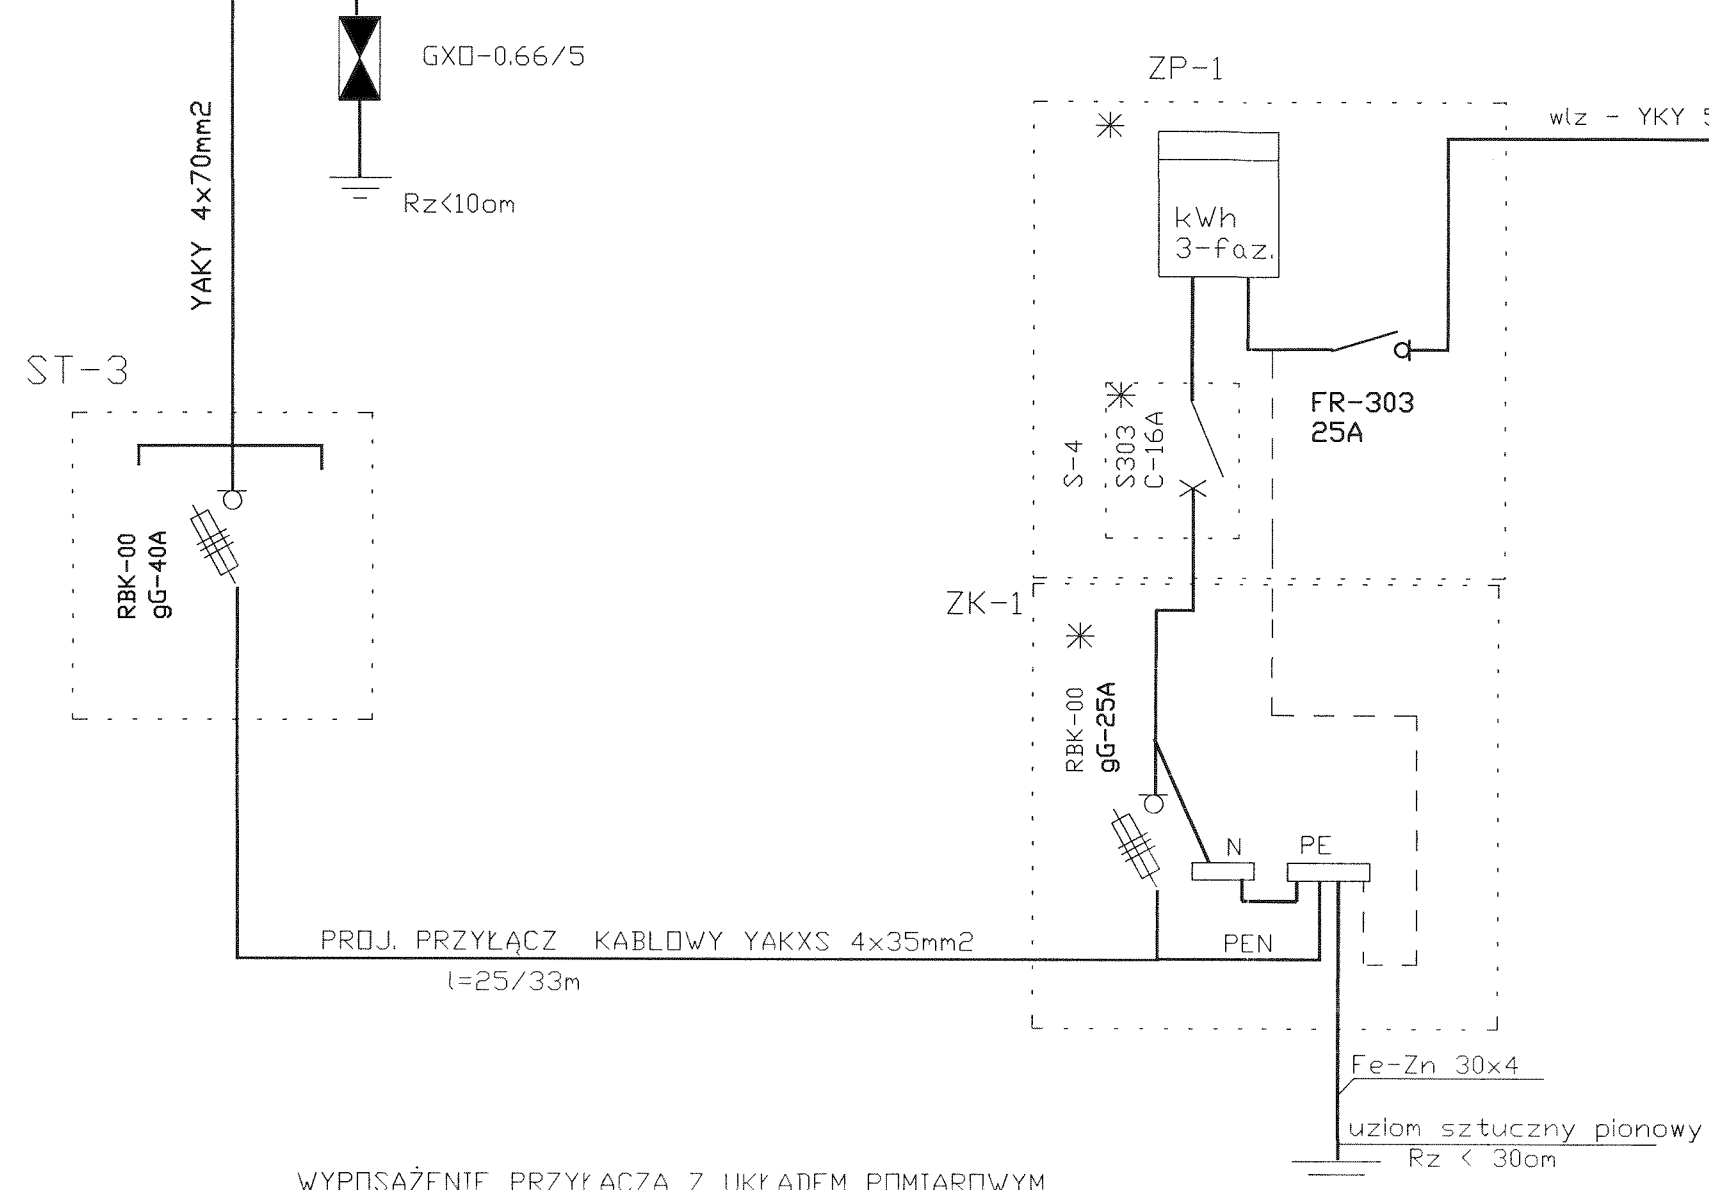 GXO-0.66/5
ZP-1
wlz - YKY
YAKY 4x70mm2
Rz<10om
kWh
3-faz.
ST-3
FR-303
25A
S-4
S303
C-16A
RBK-00
gG-40A
ZK-1
RBK-00
gG-25A
N
PE
PROJ. PRZYŁĄCZ KABLOWY YAKXS 4x35mm2
PEN
l=25/33m
Fe-Zn 30x4
uziom sztuczny pionowy
Rz < 30om
WYPOSAŻENIE PRZYŁĄCZA Z UKŁADEM POMIAROWYM